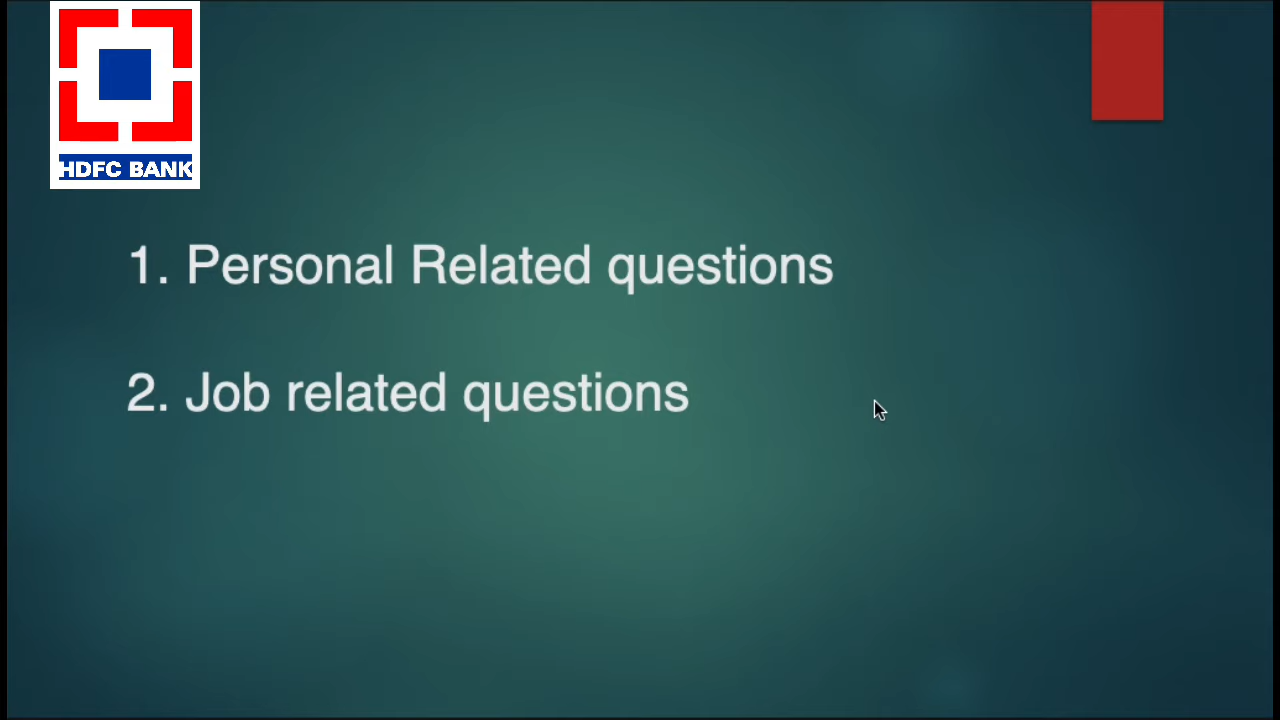 HDFC BANK
1. Personal Related questions
2. Job related questions